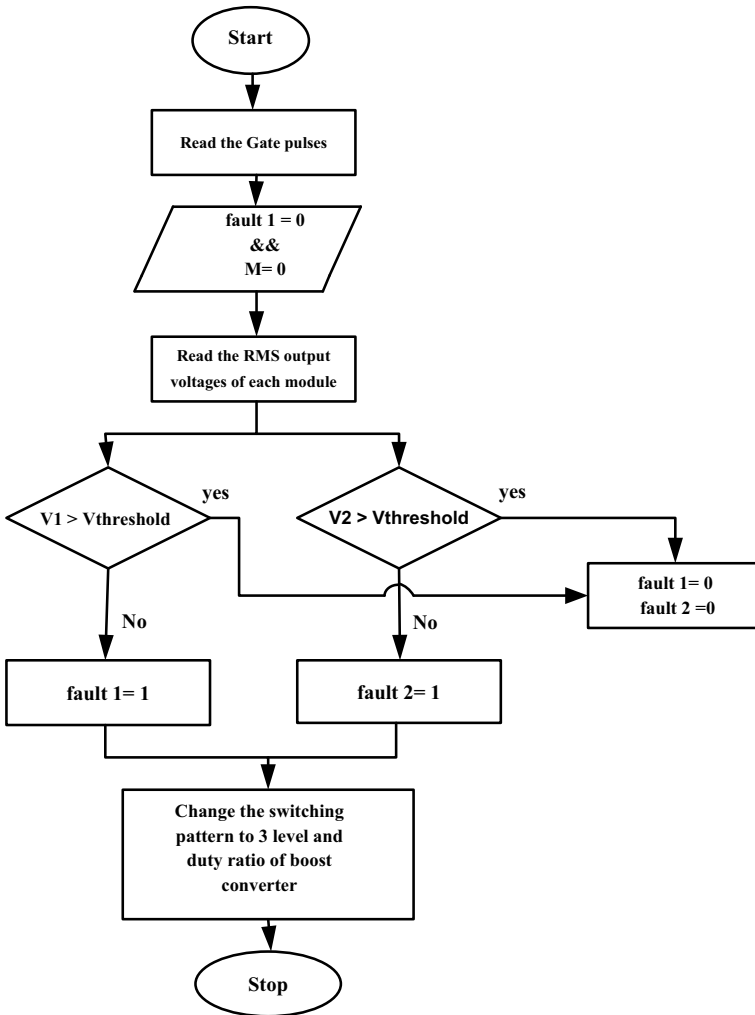 Start
Read the Gate pulses
fault 1 = 0
&&
M= 0
Read the RMS output
voltages of each module
V1 > Vthreshold
yes
V2 > Vthreshold
yes
fault 1= 0
fault 2 =0
No
No
fault 1= 1
fault 2= 1
Change the switching
pattern to 3 level and
duty ratio of boost
converter
Stop